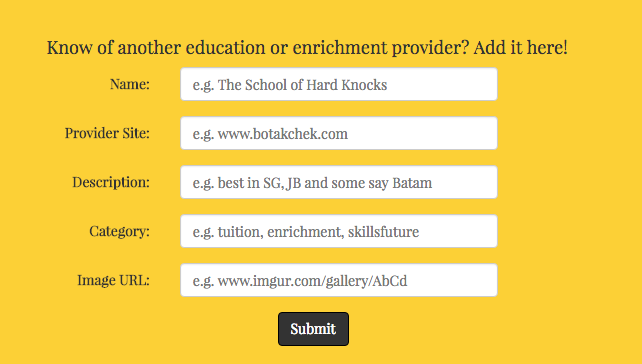 Know of another education or enrichment provider? Add it here!
Name: e.g. The School of Hard Knocks
Provider Site: e.g. www.botakchek.com
Description: e.g. best in SG, JB and some say Batam
Category: e.g. tuition, enrichment, skillsfuture
Image URL: e.g. www.imgur.com/gallery/AbCd
Submit